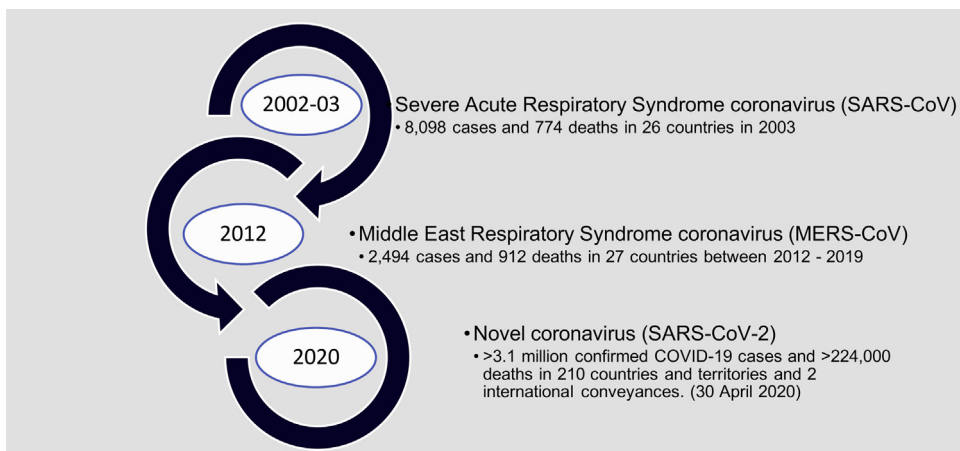 2002-03
• Severe Acute Respiratory Syndrome coronavirus (SARS-CoV)
• 8,098 cases and 774 deaths in 26 countries in 2003
2012
• Middle East Respiratory Syndrome coronavirus (MERS-CoV)
• 2,494 cases and 912 deaths in 27 countries between 2012 - 2019
2020
• Novel coronavirus (SARS-CoV-2)
• >3.1 million confirmed COVID-19 cases and >224,000
deaths in 210 countries and territories and 2
international conveyances. (30 April 2020)